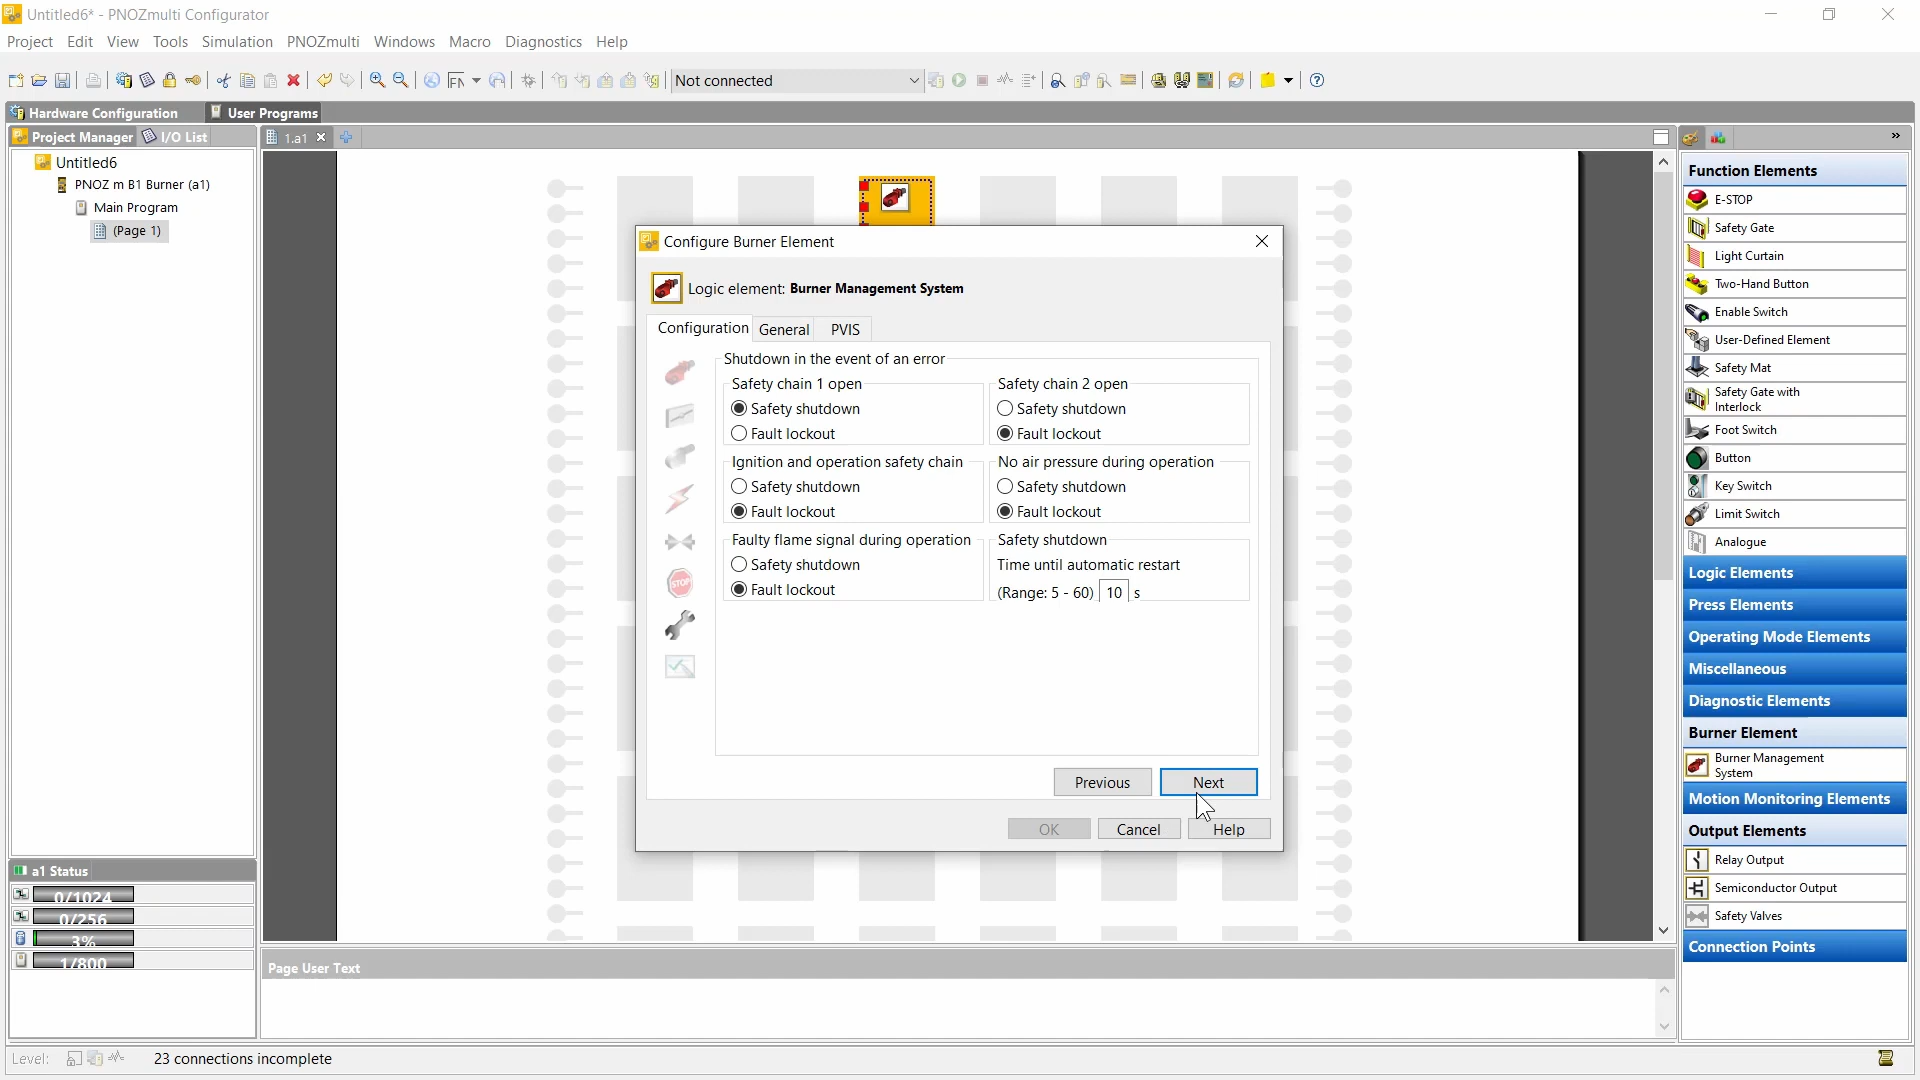 Untitled6* - PNOZmulti Configurator
Project Edit View Tools Simulation PNOZmulti Windows Macro Diagnostics Help
Not connected
Hardware Configuration User Programs
Project Manager I/O List
1.a1
Untitled6
PNOZ m B1 Burner (a1)
Main Program
(Page 1)
Configure Burner Element
Logic element: Burner Management System
Configuration General PVIS
Shutdown in the event of an error
Safety chain 1 open
Safety shutdown
Fault lockout
Safety chain 2 open
Safety shutdown
Fault lockout
Ignition and operation safety chain
Safety shutdown
Fault lockout
No air pressure during operation
Safety shutdown
Fault lockout
Faulty flame signal during operation
Safety shutdown
Fault lockout
Safety shutdown
Time until automatic restart
(Range: 5 - 60) 10 s
STOP
Previous Next
OK Cancel Help
Function Elements
E-STOP
Safety Gate
Light Curtain
Two-Hand Button
Enable Switch
User-Defined Element
Safety Mat
Safety Gate with
Interlock
Foot Switch
Button
Key Switch
Limit Switch
Analogue
Logic Elements
Press Elements
Operating Mode Elements
Miscellaneous
Diagnostic Elements
Burner Element
Burner Management
System
Motion Monitoring Elements
Output Elements
Relay Output
Semiconductor Output
Safety Valves
Connection Points
a1 Status
0/1024
0/256
3%
1/800
Page User Text
Level: 23 connections incomplete